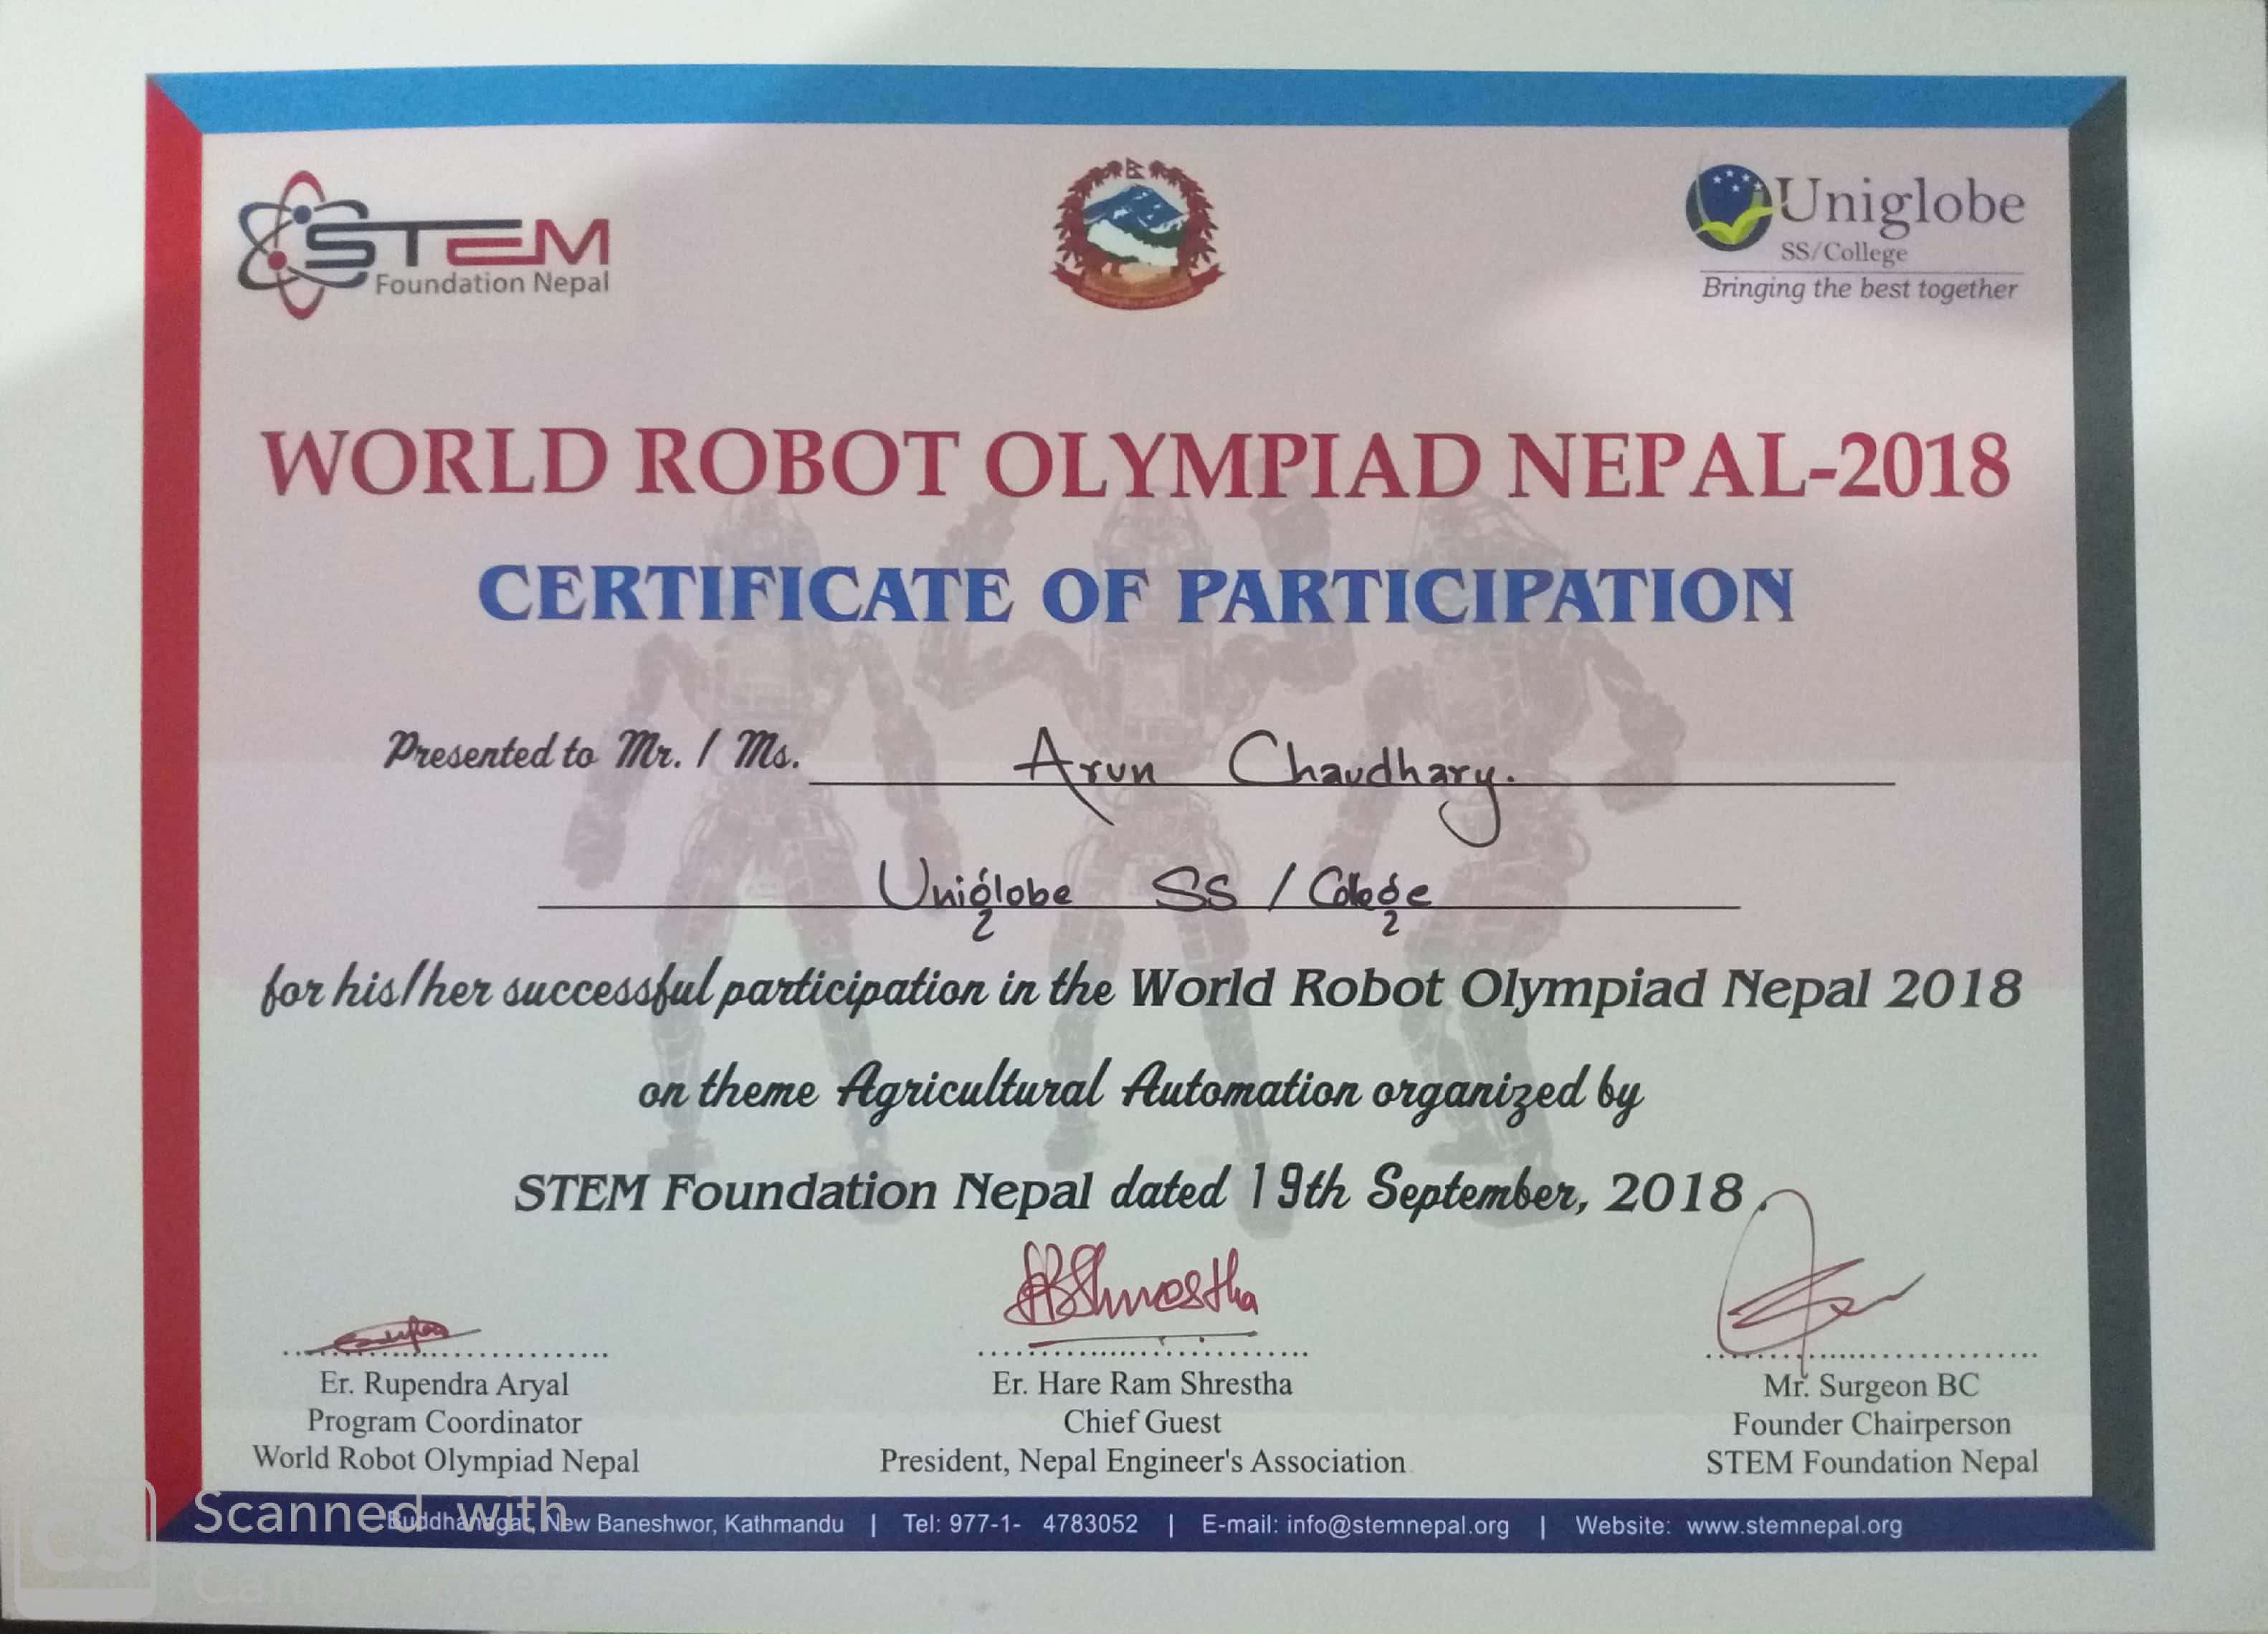 STEM
Foundation Nepal
Uniglobe
SS/College
Bringing the best together
WORLD ROBOT OLYMPIAD NEPAL-2018
CERTIFICATE OF PARTICIPATION
Presented to Mr. / Ms. Arun Chaudhary.
Uniglobe SS / College
for his/her successful participation in the World Robot Olympiad Nepal 2018
on theme Agricultural Automation organized by
STEM Foundation Nepal dated 19th September, 2018.
HRShrestha
Er. Rupendra Aryal
Program Coordinator
World Robot Olympiad Nepal
Er. Hare Ram Shrestha
Chief Guest
President, Nepal Engineer's Association
Mr. Surgeon BC
Founder Chairperson
STEM Foundation Nepal
Buddhanagar, New Baneshwor, Kathmandu | Tel: 977-1- 4783052 | E-mail: info@stemnepal.org | Website: www.stemnepal.org
CS Scanned with
CamScanner